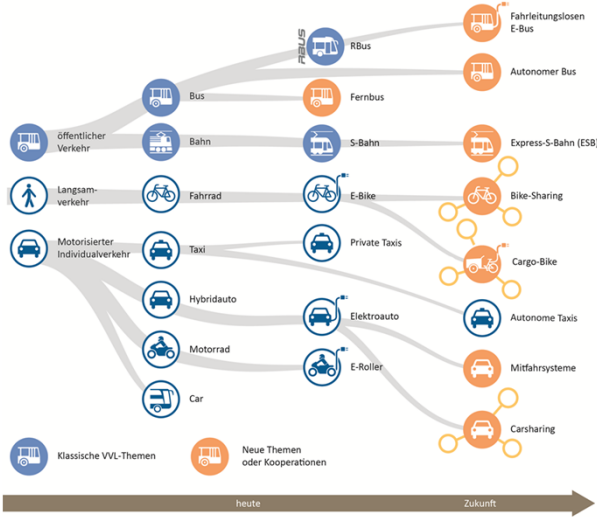 Fahrleitungslosen
E-Bus
RBUS
RBus
Autonomer Bus
Bus
Fernbus
öffentlicher
Verkehr
Bahn
S-Bahn
Express-S-Bahn (ESB)
Langsam-
verkehr
Fahrrad
E-Bike
Bike-Sharing
Motorisierter
Individualverkehr
Taxi
Private Taxis
Cargo-Bike
Hybridauto
Elektroauto
Autonome Taxis
Motorrad
E-Roller
Mitfahrsysteme
Car
Carsharing
Klassische VVL-Themen
Neue Themen
oder Kooperationen
heute
Zukunft